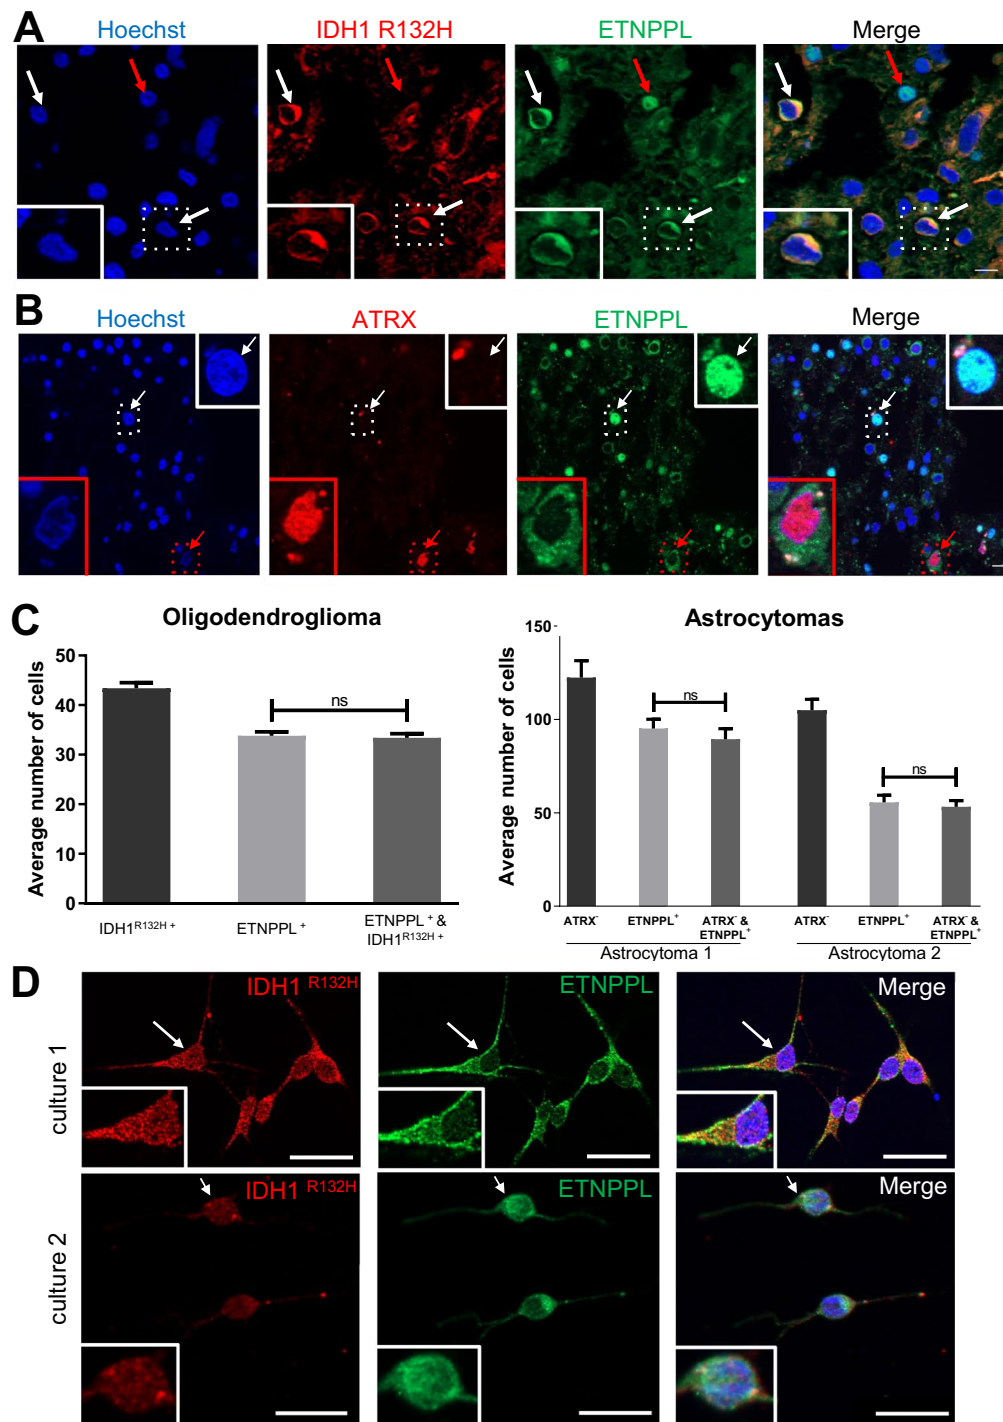 A
Hoechst IDH1 R132H ETNPPL Merge
B
Hoechst ATRX ETNPPL Merge
C
Oligodendroglioma
Average number of cells
50
40
30
20
10
0
ns
IDH1R132H + ETNPPL + ETNPPL + &
IDH1R132H +
Astrocytomas
Average number of cells
150
100
50
0
ns
ns
ATRX- ETNPPL+ ATRX- &
ETNPPL+
ATRX- ETNPPL+ ATRX- &
ETNPPL+
Astrocytoma 1 Astrocytoma 2
D
culture 1
IDH1 R132H ETNPPL Merge
culture 2
IDH1 R132H ETNPPL Merge